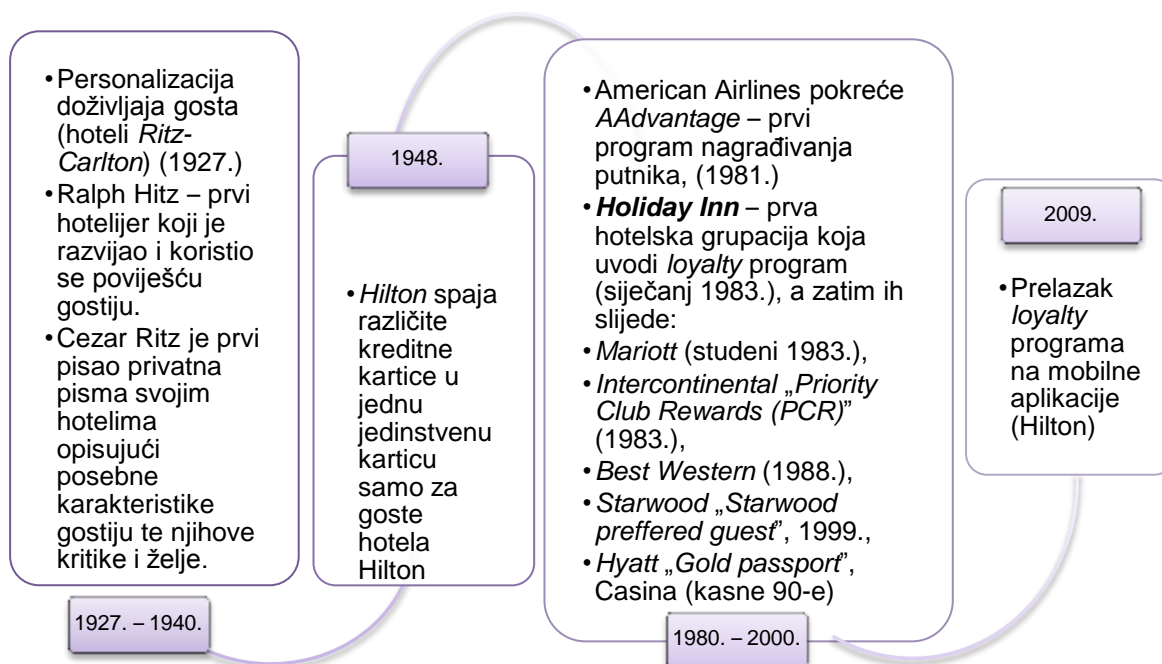 •Personalizacija
doživljaja gosta
(hoteli Ritz-
Carlton) (1927.)
•Ralph Hitz – prvi
hotelijer koji je
razvijao i koristio
se poviješću
gostiju.
•Cezar Ritz je prvi
pisao privatna
pisma svojim
hotelima
opisujući
posebne
karakteristike
gostiju te njihove
kritike i želje.
1927. – 1940.
1948.
•Hilton spaja
različite
kreditne
kartice u
jednu
jedinstvenu
karticu
samo za
goste
hotela
Hilton
•American Airlines pokreće
AAdvantage – prvi
program nagrađivanja
putnika, (1981.)
•Holiday Inn – prva
hotelska grupacija koja
uvodi loyalty program
(siječanj 1983.), a zatim ih
slijede:
•Mariott (studeni 1983.),
•Intercontinental „Priority
Club Rewards (PCR)”
(1983.),
•Best Western (1988.),
•Starwood „Starwood
preffered guest”, 1999.,
•Hyatt „Gold passport”,
Casina (kasne 90-e)
1980. – 2000.
2009.
•Prelazak
loyalty
programa
na mobilne
aplikacije
(Hilton)